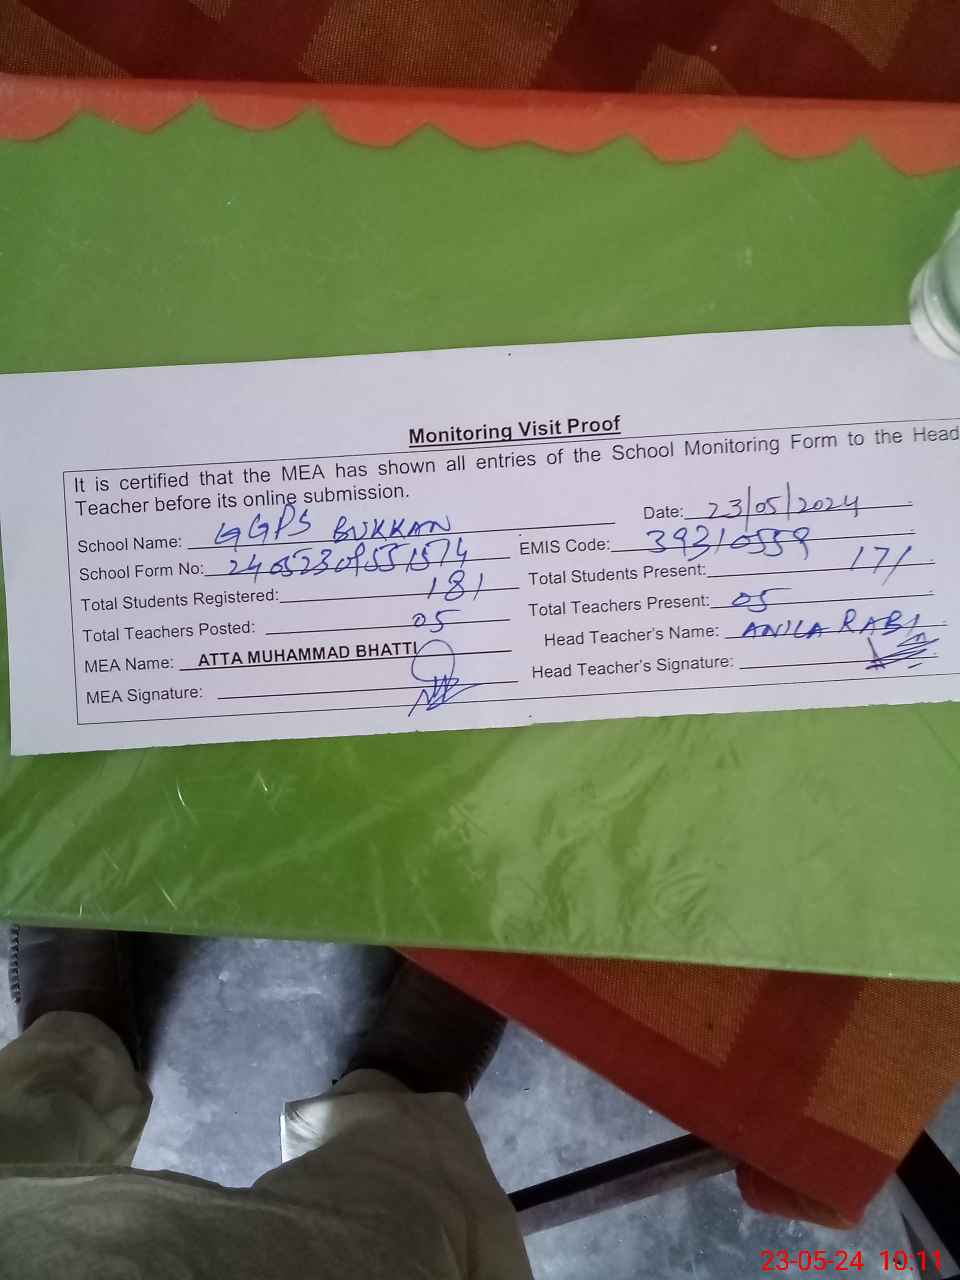 Monitoring Visit Proof
It is certified that the MEA has shown all entries of the School Monitoring Form to the Head
Teacher before its online submission.
School Name: GGPS BUKKAN Date: 23/05/2024
School Form No: EMIS Code: 39310559
Total Students Registered: 181 Total Students Present: 171
Total Teachers Posted: 05 Total Teachers Present: 05
MEA Name: ATTA MUHAMMAD BHATTI Head Teacher's Name: ANILA RABI
MEA Signature: Head Teacher's Signature:
23-05-24 10:11